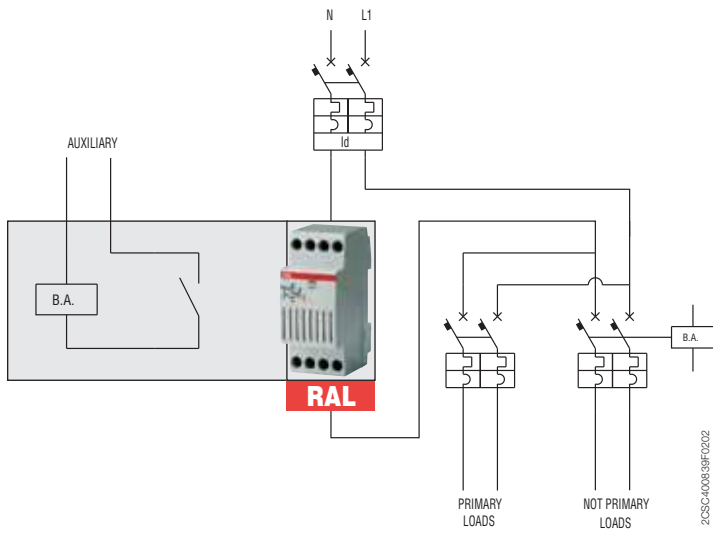 N L1
Id
AUXILIARY
B.A.
RAL
B.A.
PRIMARY
LOADS
NOT PRIMARY
LOADS
2CSC400839F0202